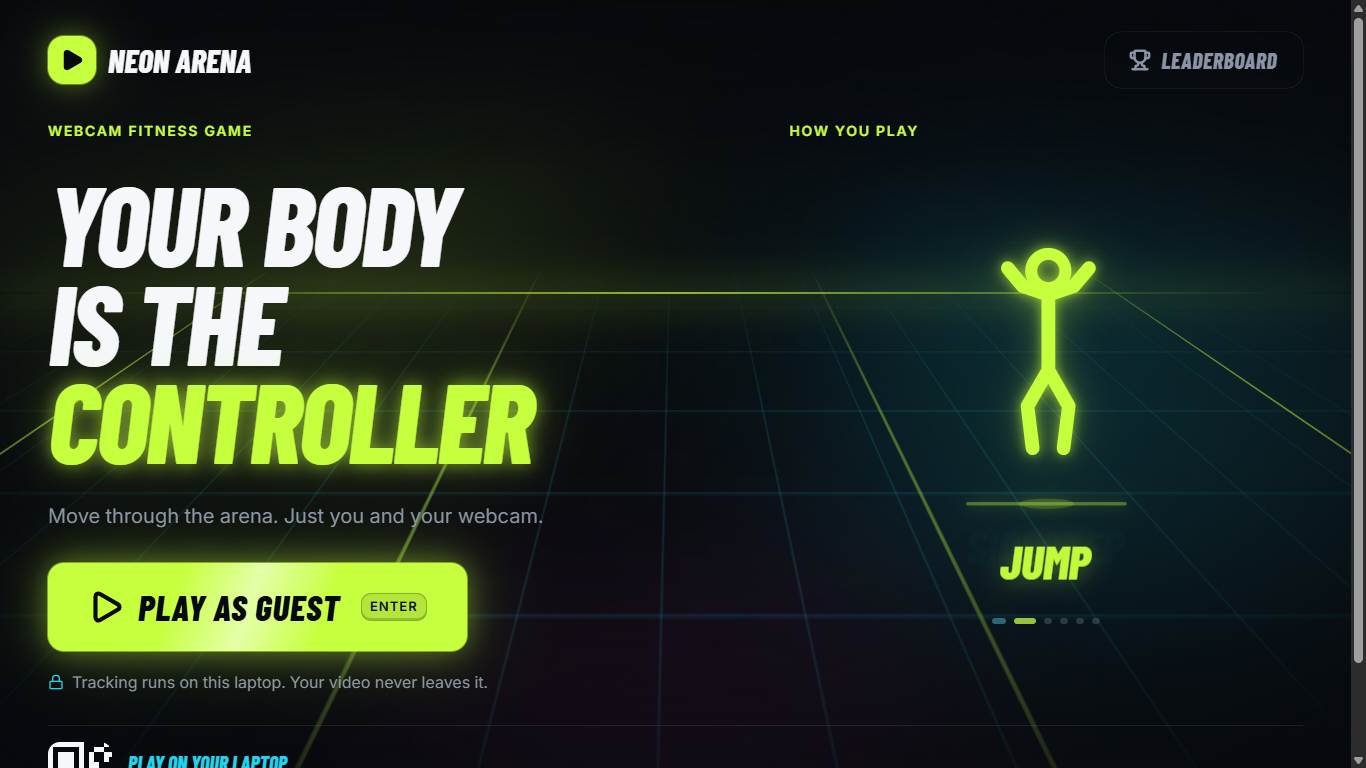 NEON ARENA
LEADERBOARD
WEBCAM FITNESS GAME
HOW YOU PLAY
YOUR BODY
IS THE
CONTROLLER
Move through the arena. Just you and your webcam.
JUMP
PLAY AS GUEST ENTER
Tracking runs on this laptop. Your video never leaves it.
PLAY ON YOUR LAPTOP